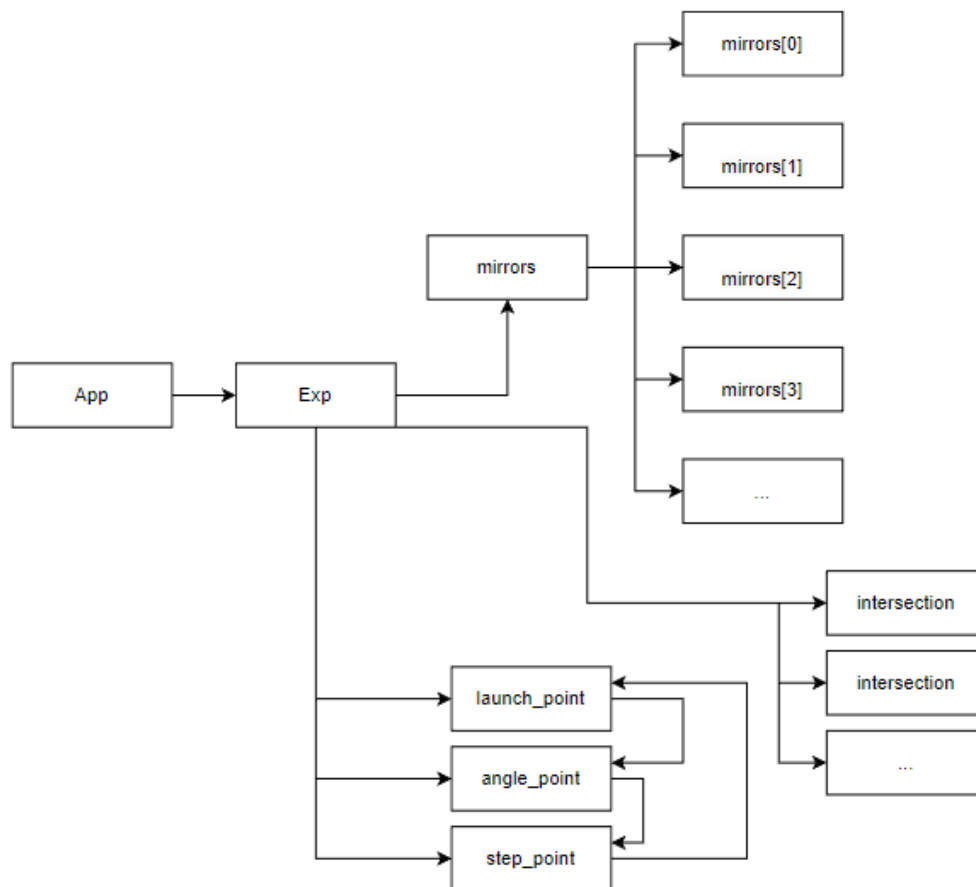 mirrors[0]
mirrors[1]
mirrors
mirrors[2]
App
Exp
mirrors[3]
...
intersection
launch_point
intersection
angle_point
...
step_point